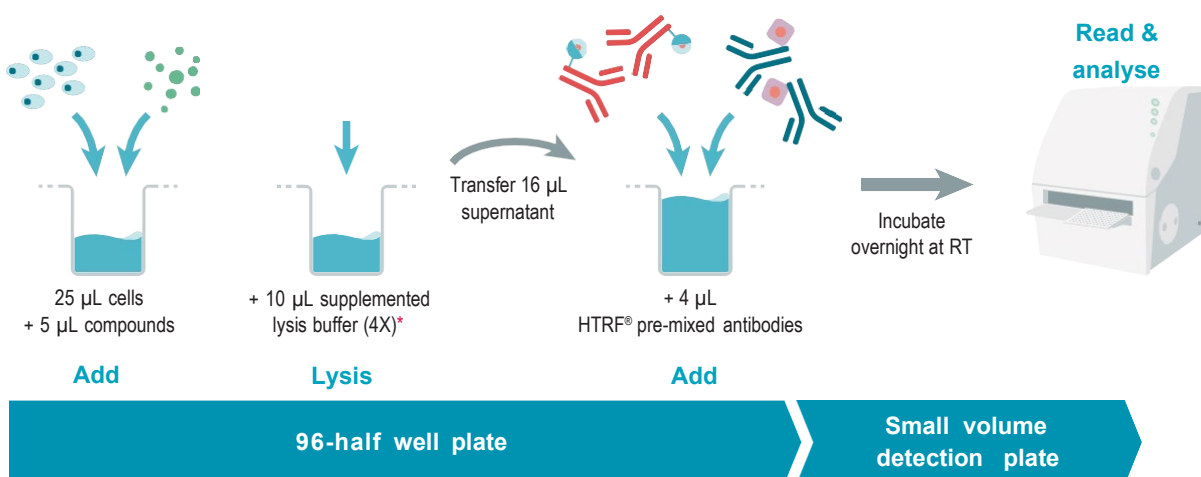 Read &
analyse
Transfer 16 µL
supernatant
Incubate
overnight at RT
25 µL cells
+ 5 µL compounds
+ 10 µL supplemented
lysis buffer (4X)*
+ 4 µL
HTRF® pre-mixed antibodies
Add
Lysis
Add
96-half well plate
Small volume
detection plate